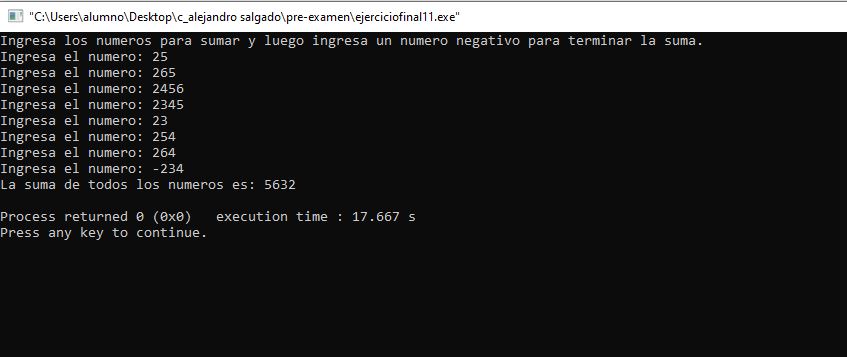 "C:\Users\alumno\Desktop\c_alejandro salgado\pre-examen\ejerciciofinal11.exe"
Ingresa los numeros para sumar y luego ingresa un numero negativo para terminar la suma.
Ingresa el numero: 25
Ingresa el numero: 265
Ingresa el numero: 2456
Ingresa el numero: 2345
Ingresa el numero: 23
Ingresa el numero: 254
Ingresa el numero: 264
Ingresa el numero: -234
La suma de todos los numeros es: 5632
Process returned 0 (0x0)   execution time : 17.667 s
Press any key to continue.